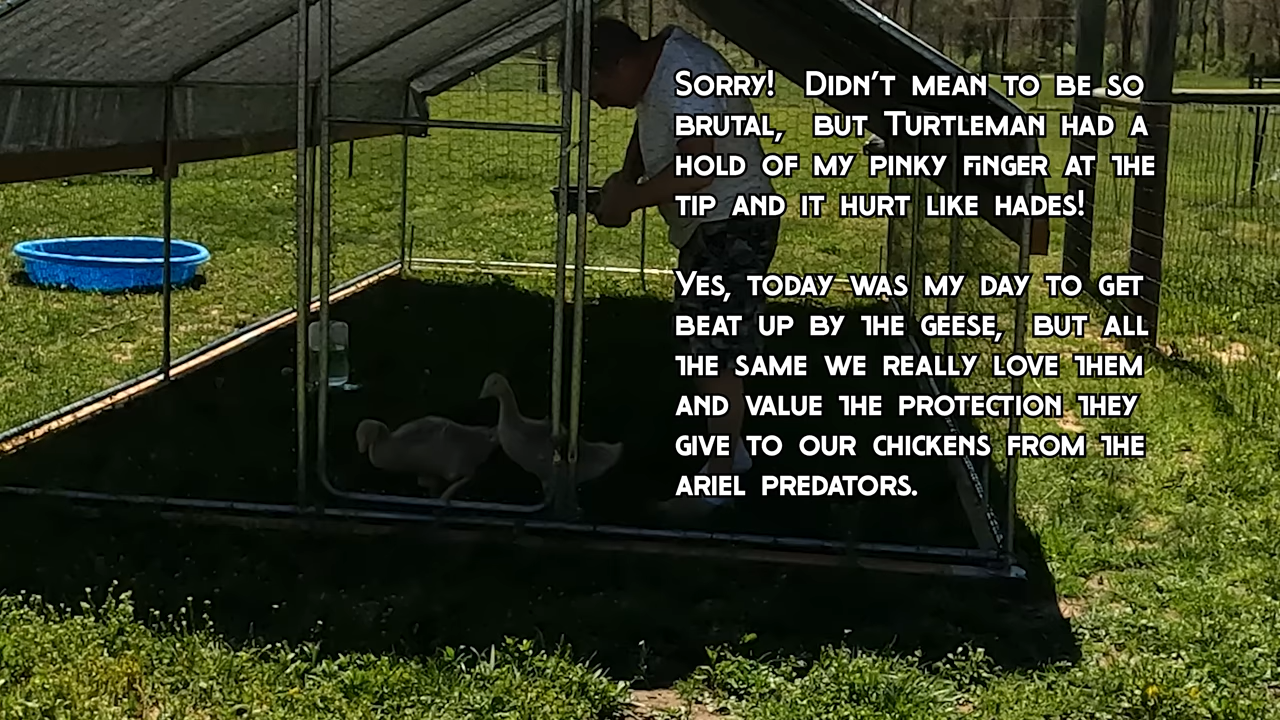 Sorry! Didn't mean to be so
brutal, but Turtleman had a
hold of my pinky finger at the
tip and it hurt like hades!
Yes, today was my day to get
beat up by the geese, but all
the same we really love them
and value the protection they
give to our chickens from the
ariel predators.